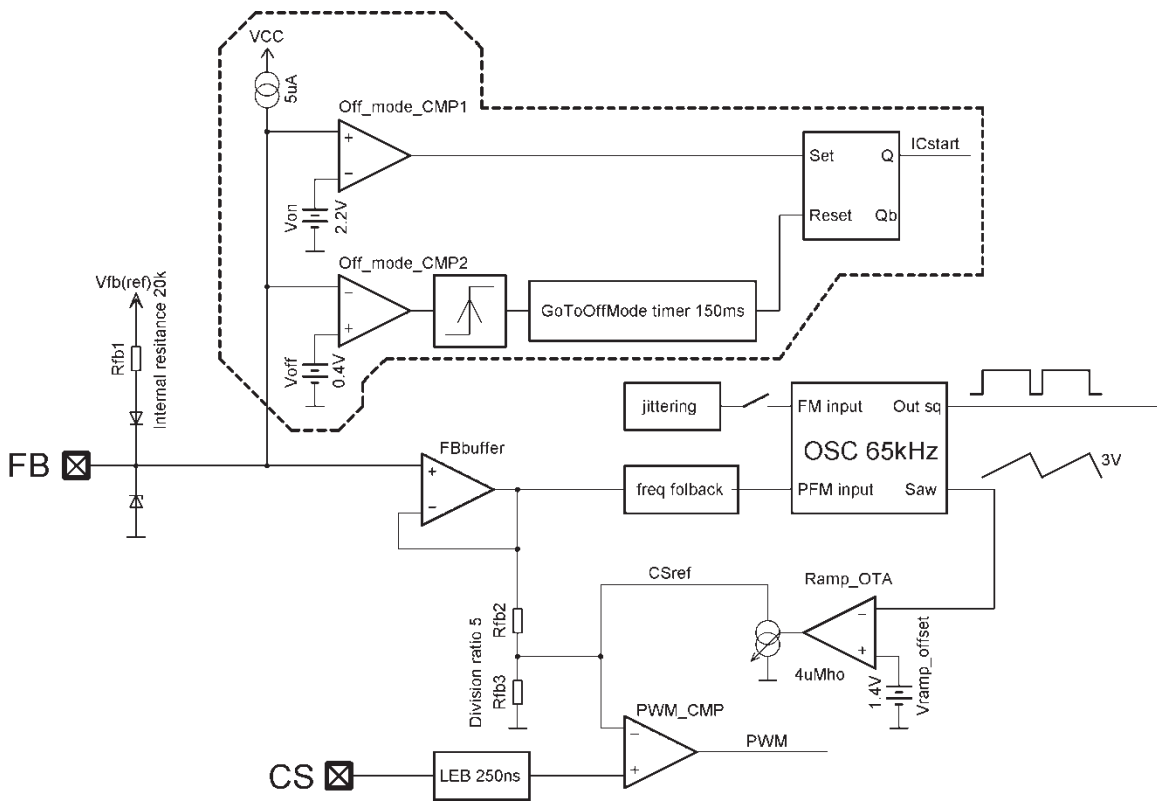 VCC
5uA
Off_mode_CMP1
+
−
Von
2.2V
Set
Q
ICstart
Reset
Qb
Off_mode_CMP2
−
+
Voff
0.4V
GoToOffMode timer 150ms
Vfb(ref)
Rfb1
Internal resitance 20k
jittering
FM input
Out sq
OSC 65kHz
PFM input
Saw
3V
FB
FBbuffer
+
−
freq folback
CSref
Ramp_OTA
−
+
4uMho
1.4V
Vramp_offset
Rfb2
Division ratio 5
Rfb3
PWM_CMP
−
+
PWM
CS
LEB 250ns